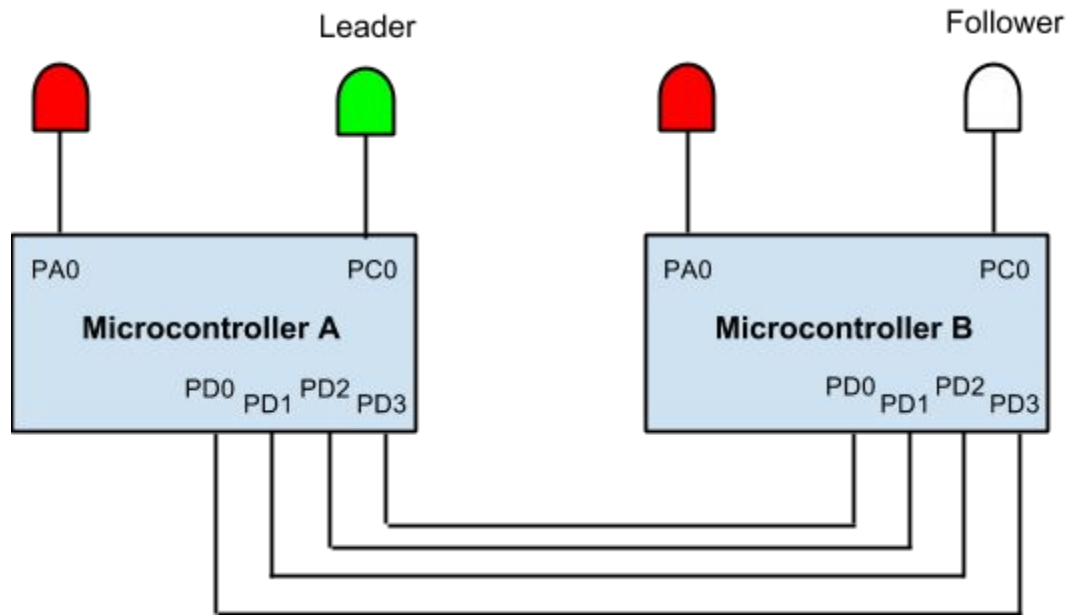 Leader
Follower
PA0
PC0
Microcontroller A
PD0
PD1
PD2
PD3
PA0
PC0
Microcontroller B
PD0
PD1
PD2
PD3